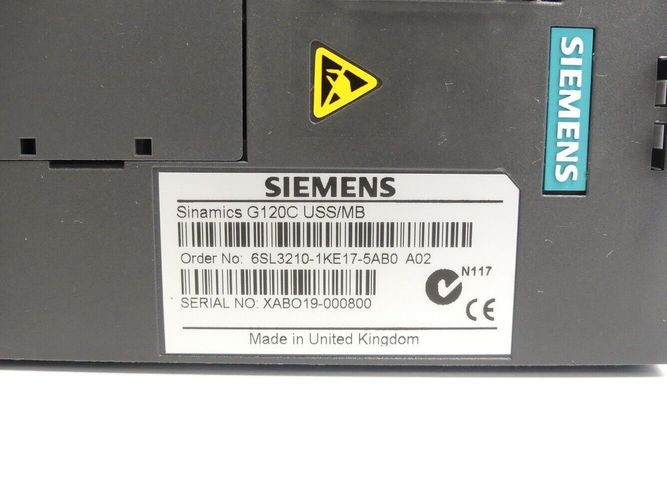 SIEMENS
SIEMENS
Sinamics G120C USS/MB
Order No: 6SL3210-1KE17-5AB0 A02
N117
SERIAL NO: XABO19-000800
CE
Made in United Kingdom